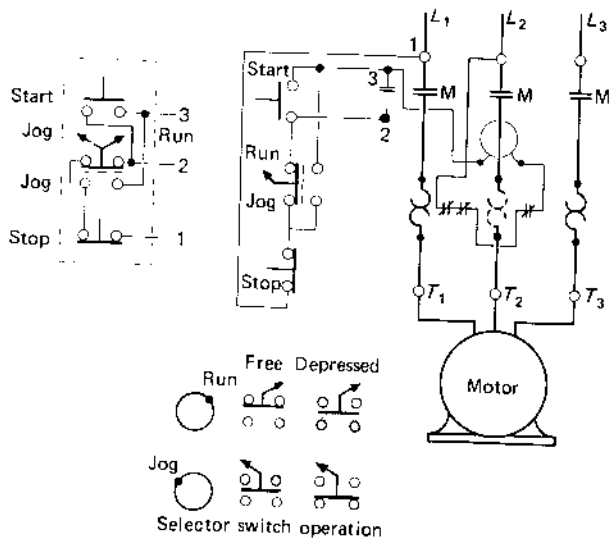 L1
L2
L3
1
Start
3
M
M
M
Start
3
Jog
Run
2
2
Run
Jog
Jog
Stop
1
Stop
T1
T2
T3
Motor
Free Depressed
Run
Jog
Selector switch operation